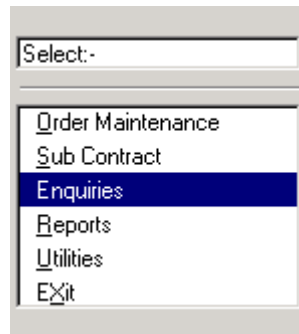 Select:-
Order Maintenance
Sub Contract
Enquiries
Reports
Utilities
EXit